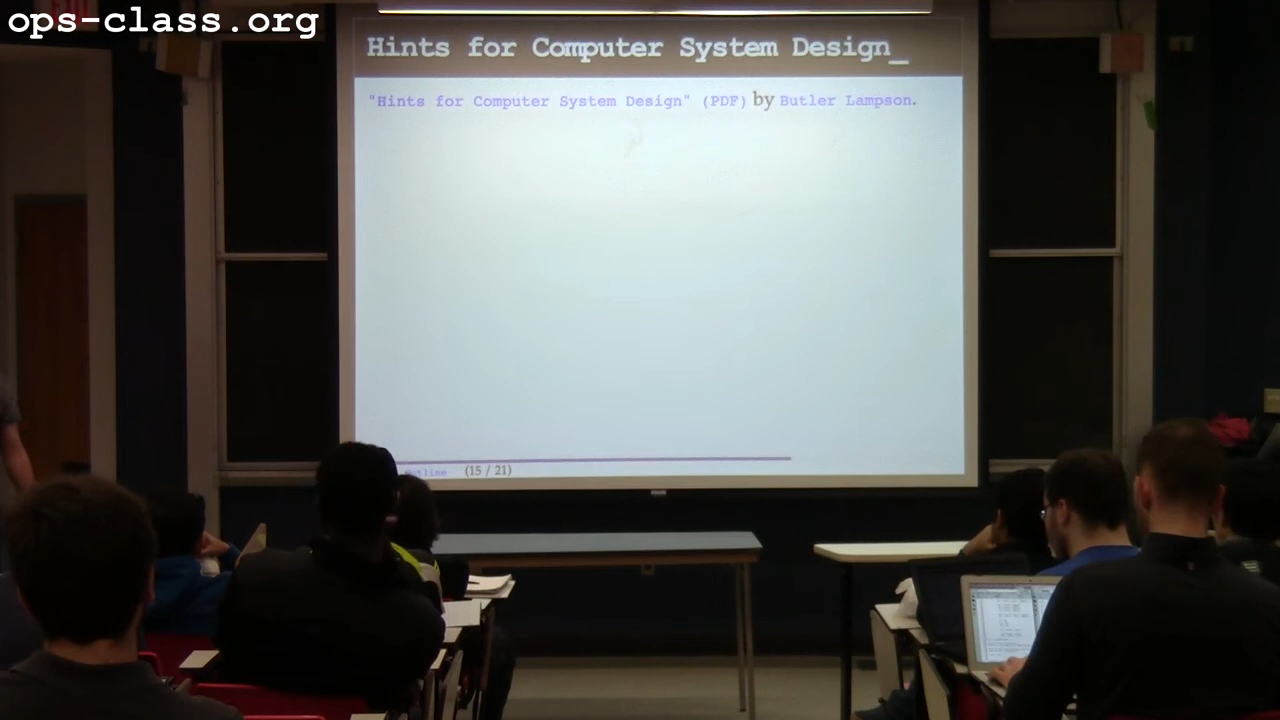 ops-class.org
Hints for Computer System Design_
"Hints for Computer System Design" (PDF) by Butler Lampson.
Outline (15 / 21)